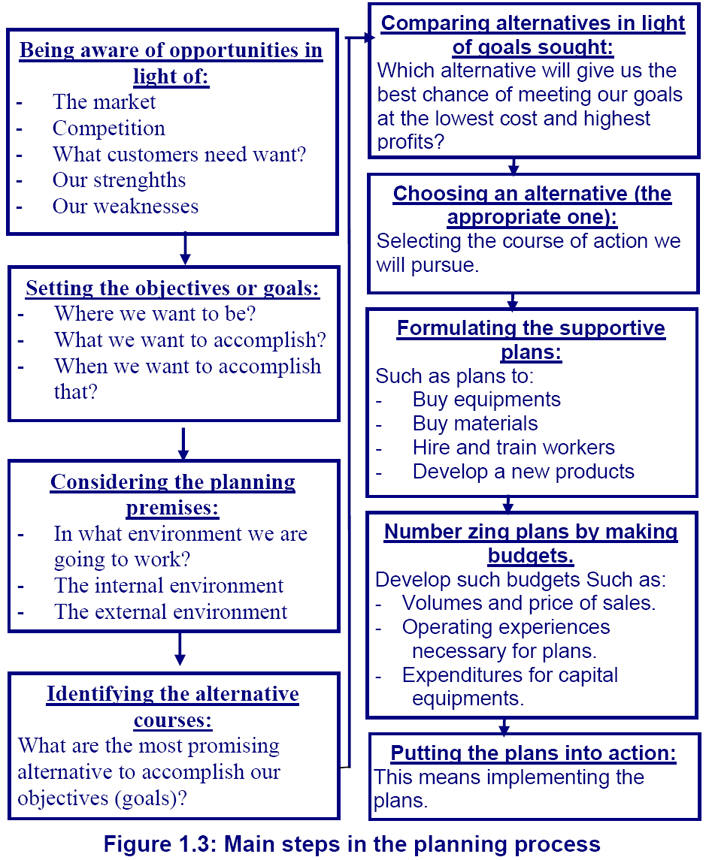 Being aware of opportunities in
light of:
- The market
- Competition
- What customers need want?
- Our strenghths
- Our weaknesses
Setting the objectives or goals:
- Where we want to be?
- What we want to accomplish?
- When we want to accomplish
that?
Considering the planning
premises:
- In what environment we are
going to work?
- The internal environment
- The external environment
Identifying the alternative
courses:
What are the most promising
alternative to accomplish our
objectives (goals)?
Comparing alternatives in light
of goals sought:
Which alternative will give us the
best chance of meeting our goals
at the lowest cost and highest
profits?
Choosing an alternative (the
appropriate one):
Selecting the course of action we
will pursue.
Formulating the supportive
plans:
Such as plans to:
- Buy equipments
- Buy materials
- Hire and train workers
- Develop a new products
Number zing plans by making
budgets.
Develop such budgets Such as:
- Volumes and price of sales.
- Operating experiences
necessary for plans.
- Expenditures for capital
equipments.
Putting the plans into action:
This means implementing the
plans.
Figure 1.3: Main steps in the planning process